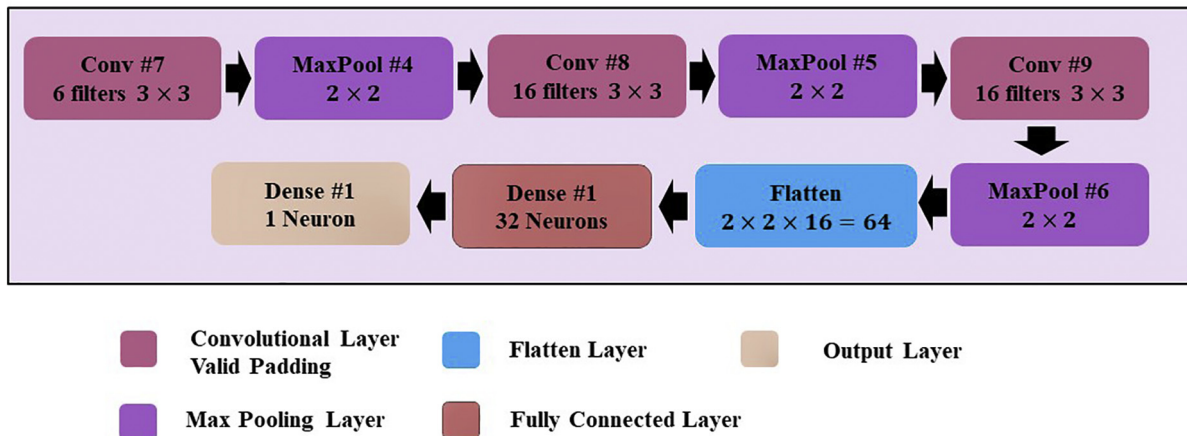 Conv #7
6 filters 3 × 3
MaxPool #4
2 × 2
Conv #8
16 filters 3 × 3
MaxPool #5
2 × 2
Conv #9
16 filters 3 × 3
Dense #1
1 Neuron
Dense #1
32 Neurons
Flatten
2 × 2 × 16 = 64
MaxPool #6
2 × 2
Convolutional Layer
Valid Padding
Flatten Layer
Output Layer
Max Pooling Layer
Fully Connected Layer